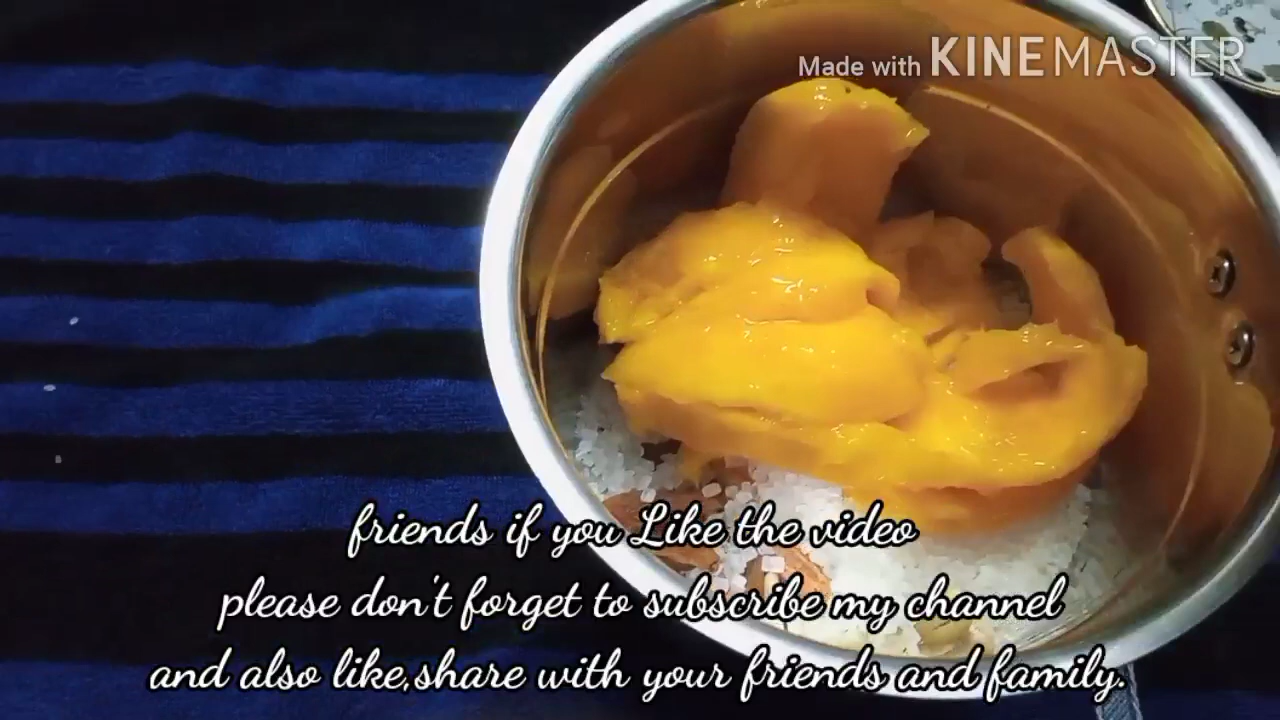 Made with KINEMASTER
friends if you Like the video
please don't forget to subscribe my channel
and also like,share with your friends and family.